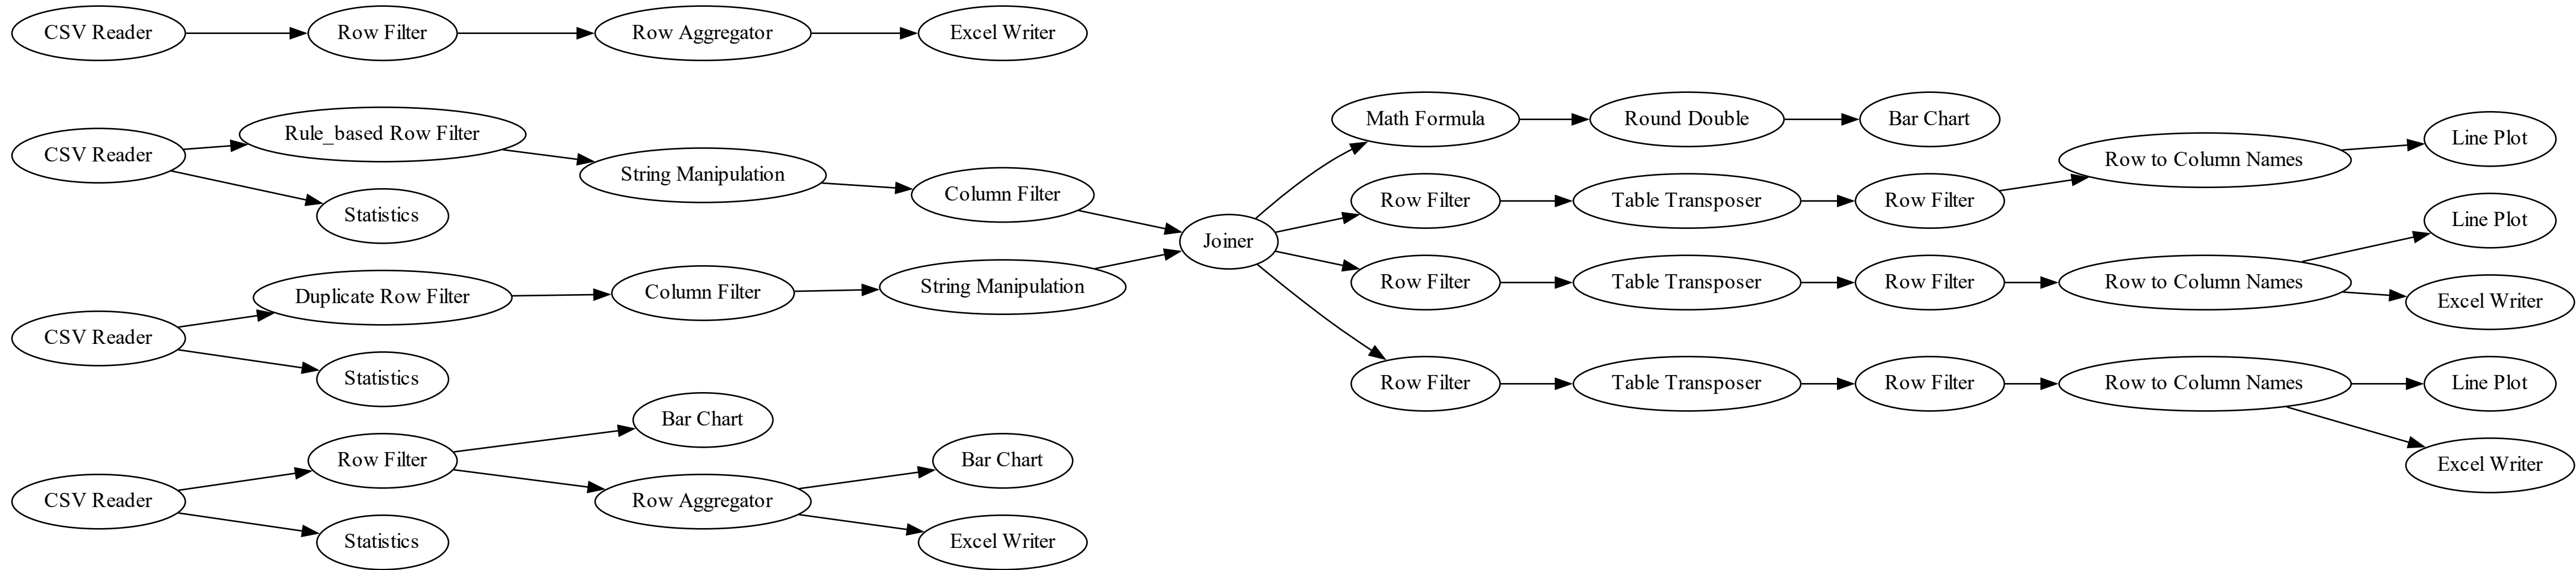 CSV Reader
Row Filter
Row Aggregator
Excel Writer
CSV Reader
Rule_based Row Filter
String Manipulation
Column Filter
Statistics
CSV Reader
Duplicate Row Filter
Column Filter
String Manipulation
Statistics
Joiner
Math Formula
Round Double
Bar Chart
Row Filter
Table Transposer
Row Filter
Row to Column Names
Line Plot
Row Filter
Table Transposer
Row Filter
Row to Column Names
Line Plot
Excel Writer
Row Filter
Table Transposer
Row Filter
Row to Column Names
Line Plot
Excel Writer
CSV Reader
Row Filter
Bar Chart
Row Aggregator
Bar Chart
Excel Writer
Statistics